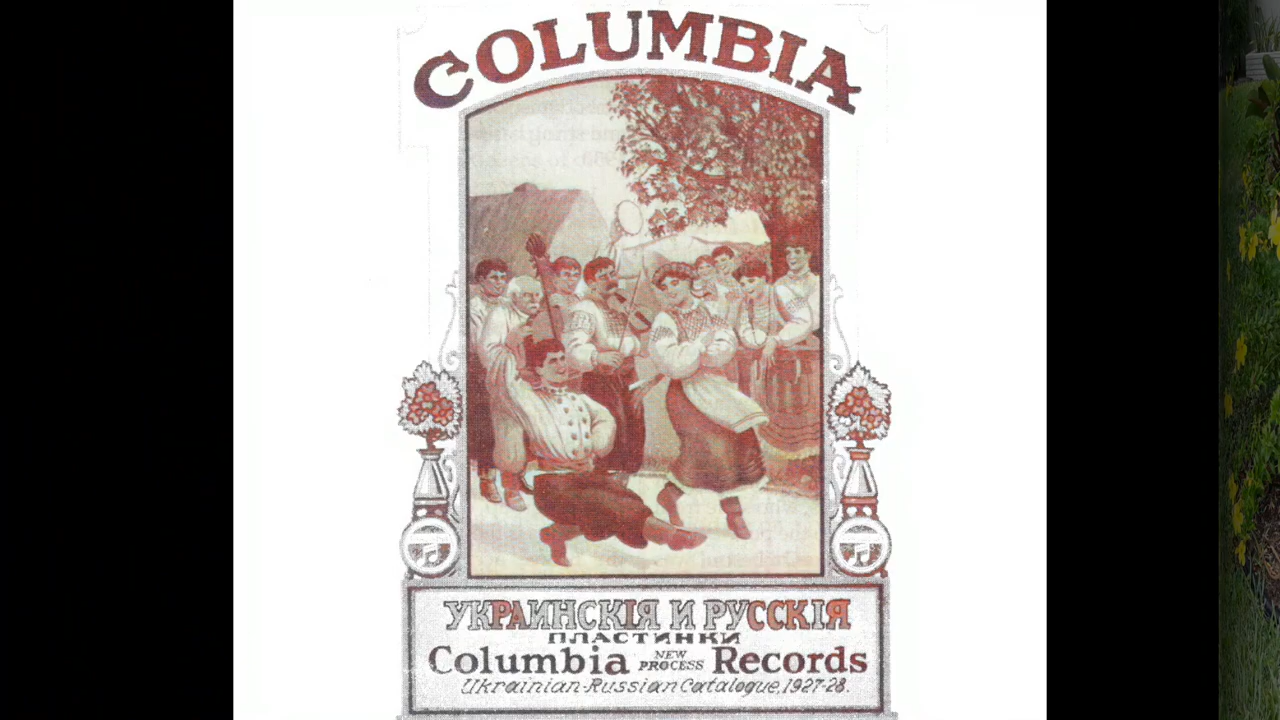 COLUMBIA
УКРАИНСКІЯ И РУССКІЯ
ПЛАСТИНКИ
Columbia NEW PROCESS Records
Ukrainian-Russian Catalogue, 1927-28.